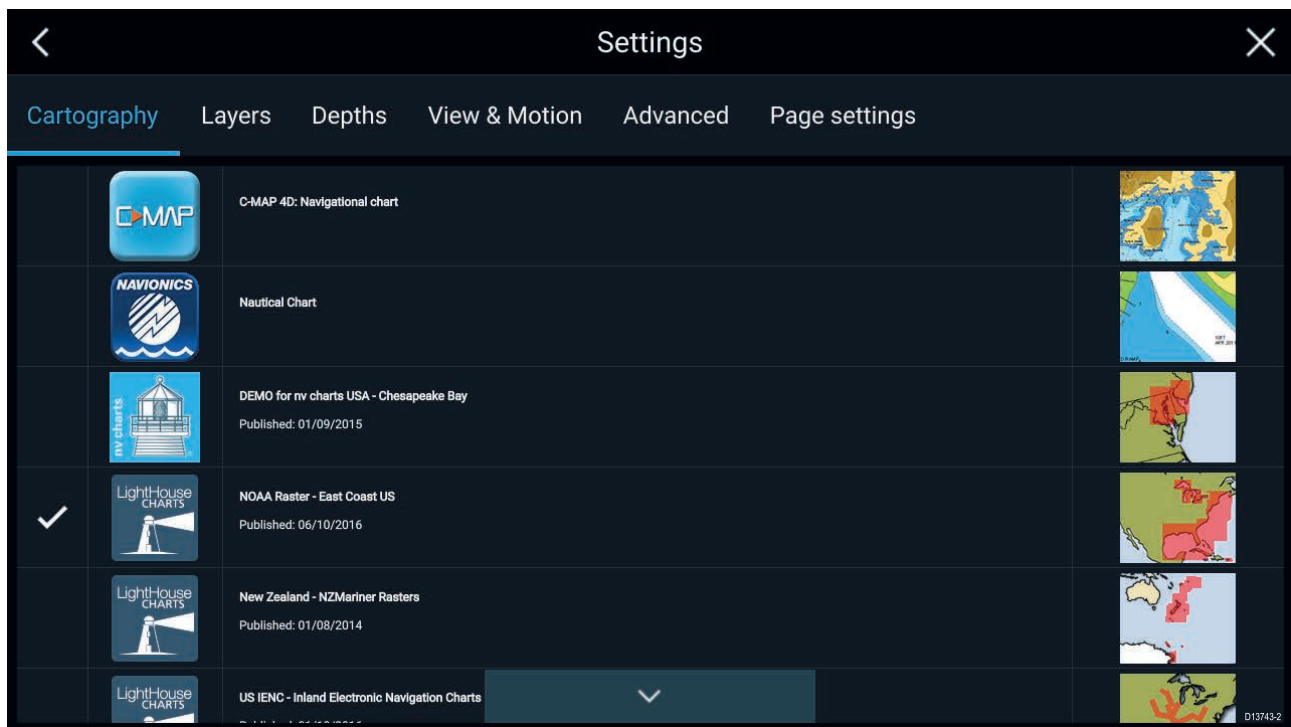 Settings
Cartography Layers Depths View & Motion Advanced Page settings
C-MAP
C-MAP 4D: Navigational chart
NAVIONICS
Nautical Chart
nv charts
DEMO for nv charts USA - Chesapeake Bay
Published: 01/09/2015
LightHouse
CHARTS
NOAA Raster - East Coast US
Published: 06/10/2016
LightHouse
CHARTS
New Zealand - NZMariner Rasters
Published: 01/08/2014
LightHouse
CHARTS
US IENC - Inland Electronic Navigation Charts
D13743-2